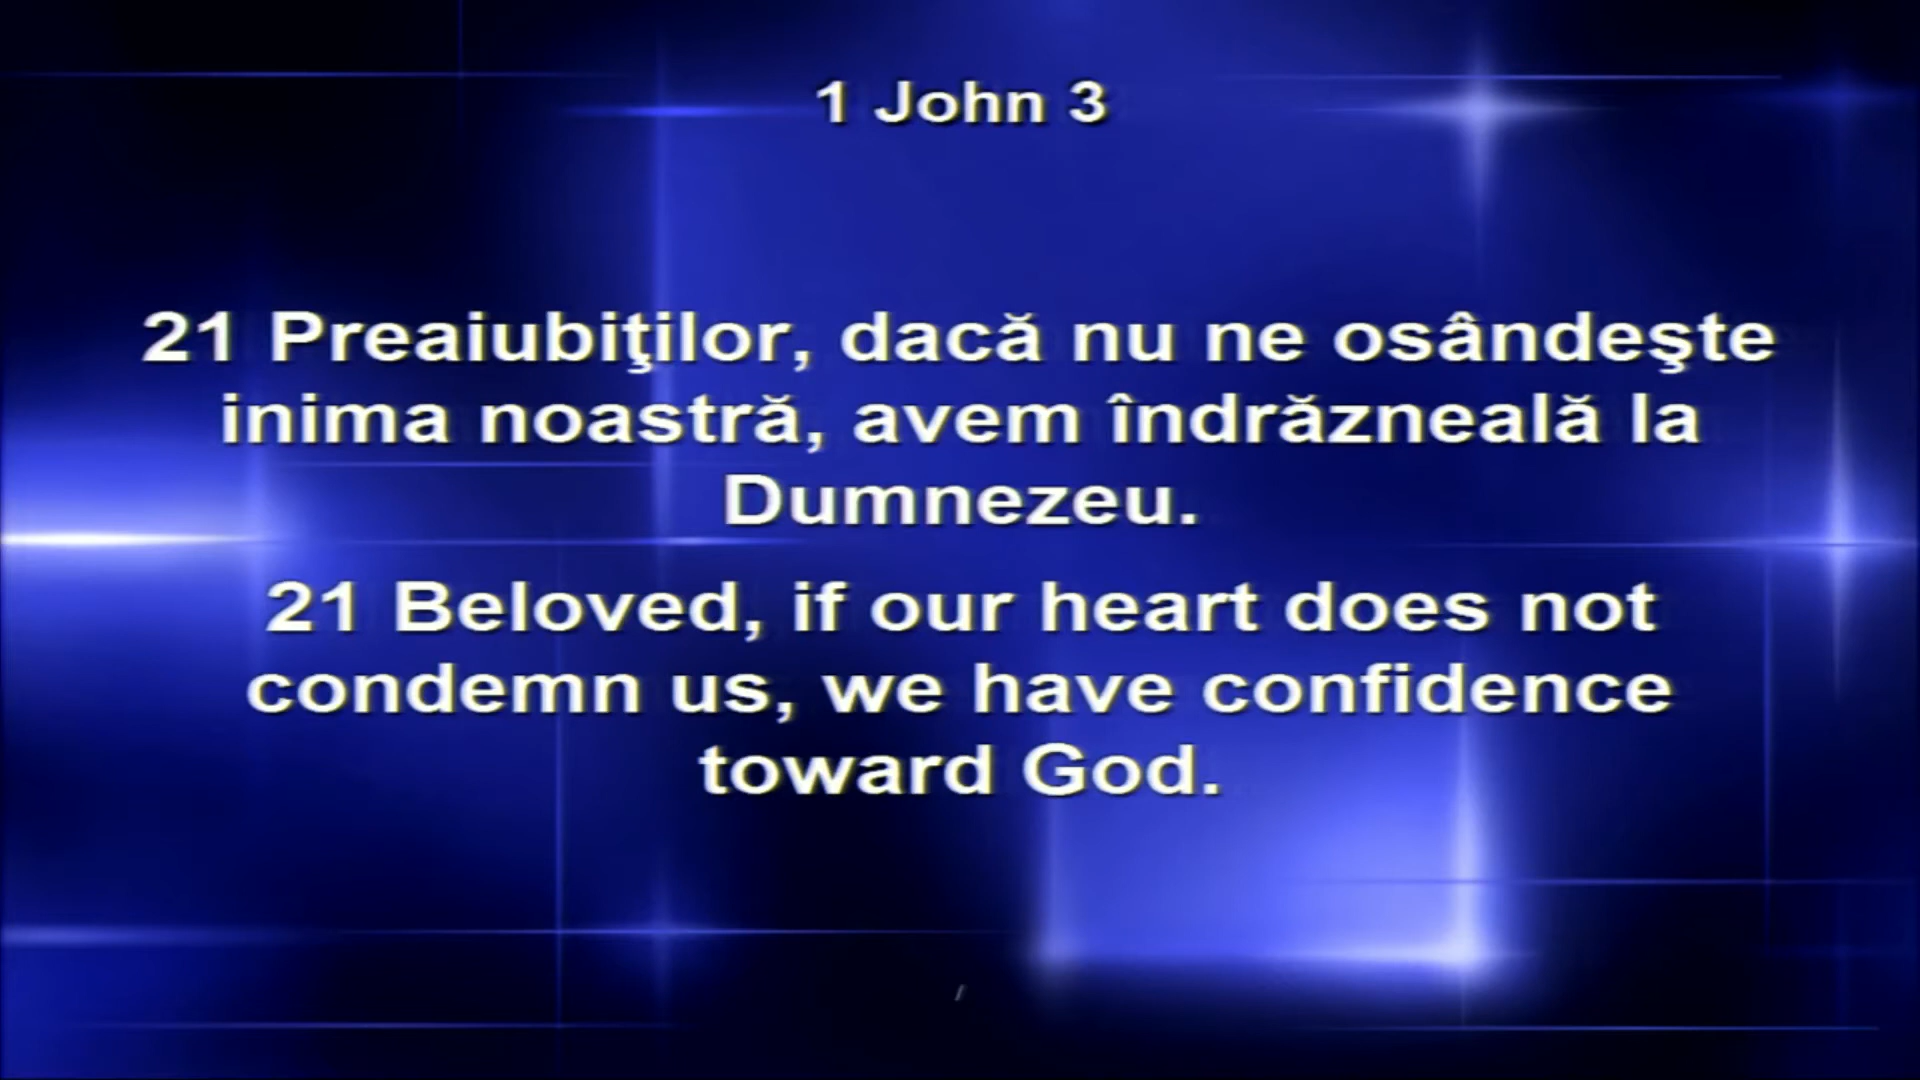 1 John 3
21 Preaiubiţilor, dacă nu ne osândeşte
inima noastră, avem îndrăzneală la
Dumnezeu.
21 Beloved, if our heart does not
condemn us, we have confidence
toward God.
/